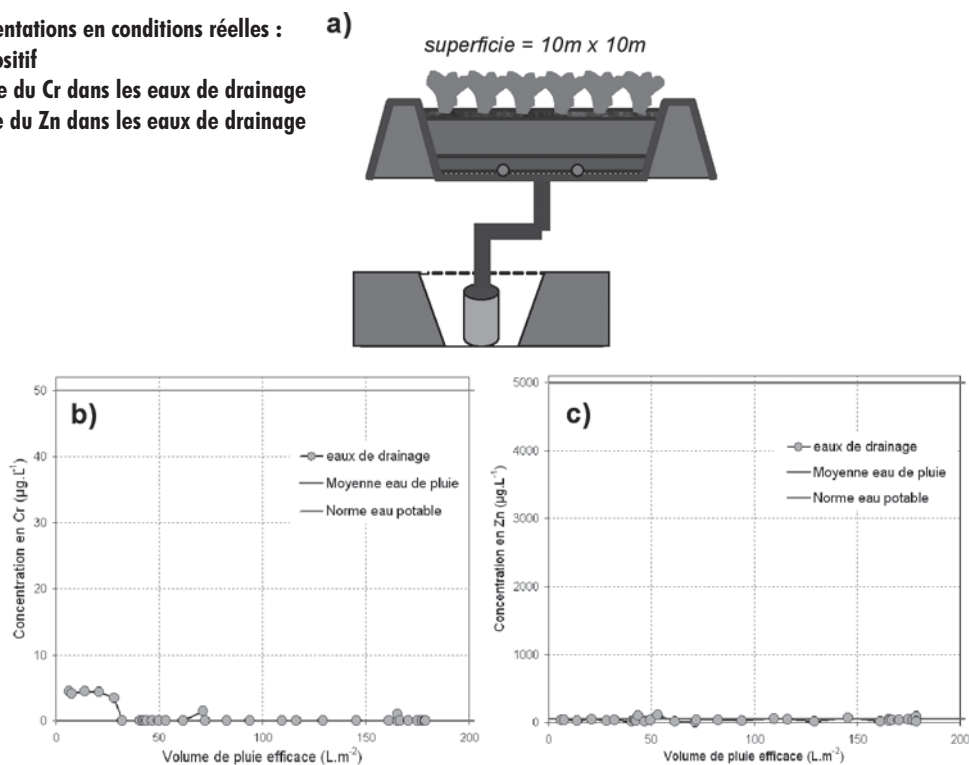 entations en conditions réelles :
ositif
e du Cr dans les eaux de drainage
e du Zn dans les eaux de drainage
a)
superficie = 10m x 10m
b)
Concentration en Cr (µg.L⁻¹)
50
40
30
20
10
0
eaux de drainage
Moyenne eau de pluie
Norme eau potable
0 50 100 150 200
Volume de pluie efficace (L.m⁻²)
c)
Concentration en Zn (µg.L⁻¹)
5000
4000
3000
2000
1000
0
eaux de drainage
Moyenne eau de pluie
Norme eau potable
0 50 100 150 200
Volume de pluie efficace (L.m⁻²)